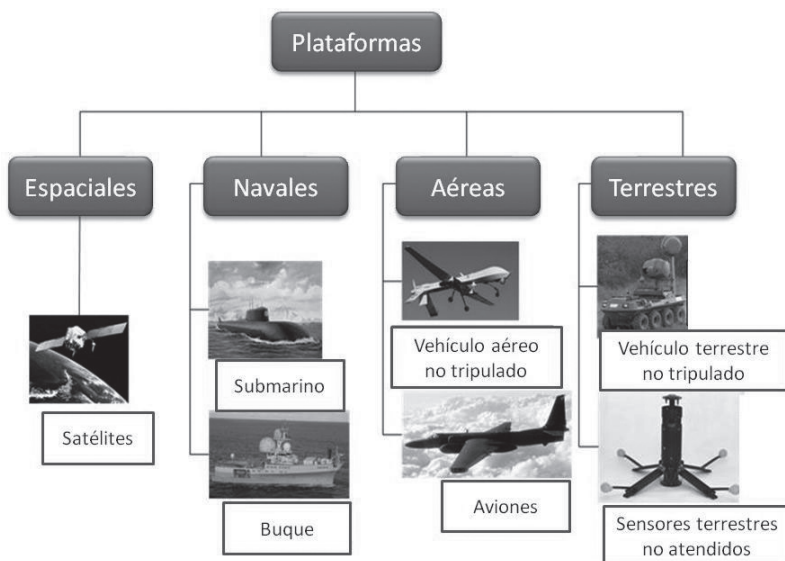 Plataformas
Espaciales
Navales
Aéreas
Terrestres
Satélites
Submarino
Buque
Vehículo aéreo
no tripulado
Aviones
Vehículo terrestre
no tripulado
Sensores terrestres
no atendidos